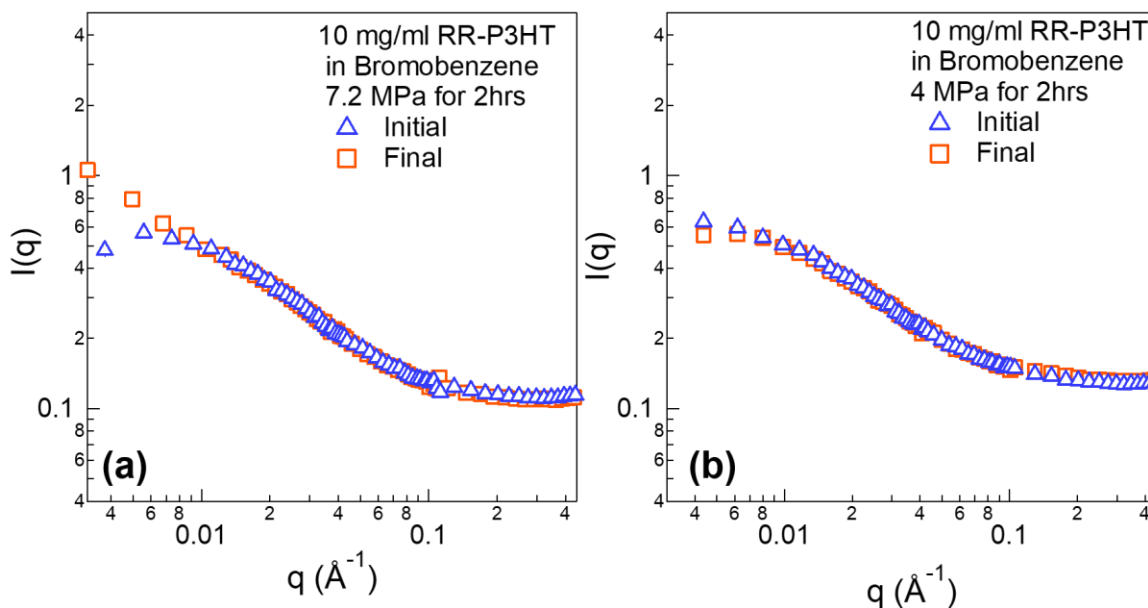 10 mg/ml RR-P3HT
in Bromobenzene
7.2 MPa for 2hrs
Initial
Final
I(q)
4
2
1
8
6
4
2
0.1
8
6
4
4
6
8
0.01
2
4
6
8
0.1
2
4
q (Å⁻¹)
(a)
10 mg/ml RR-P3HT
in Bromobenzene
4 MPa for 2hrs
Initial
Final
I(q)
4
2
1
8
6
4
2
0.1
8
6
4
4
6
8
0.01
2
4
6
8
0.1
2
4
q (Å⁻¹)
(b)